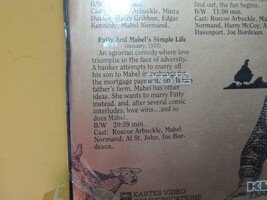 B/W
Cast: Roscoe Arbuckle, Minta
Durfee, Harry Gribbon, Edgar
Kennedy, Mabel Normand.
Fatty And Mabel's Simple Life
(January, 1915)
An agrarian comedy where love
triumphs in the face of adversity.
A banker attempts to marry off
his son to Mabel in exchange for
the mortgage payment on
father's farm. Mabel has other
ideas. She wants to marry Fatty
instead, and, after several comic
interludes, love wins...and so
does Mabel.
B/W 20:59 min.
Cast: Roscoe Arbuckle, Mabel
Normand, Al St. John, Joe Bor-
deaux.
find out, the fun begins.
B/W 11:00 min.
Cast: Roscoe Arbuckle, Mabel
Normand, Harry McCoy, A
Davenport, Joe Bordeaux.
KARTES VIDEO
COMMUNICATIONS